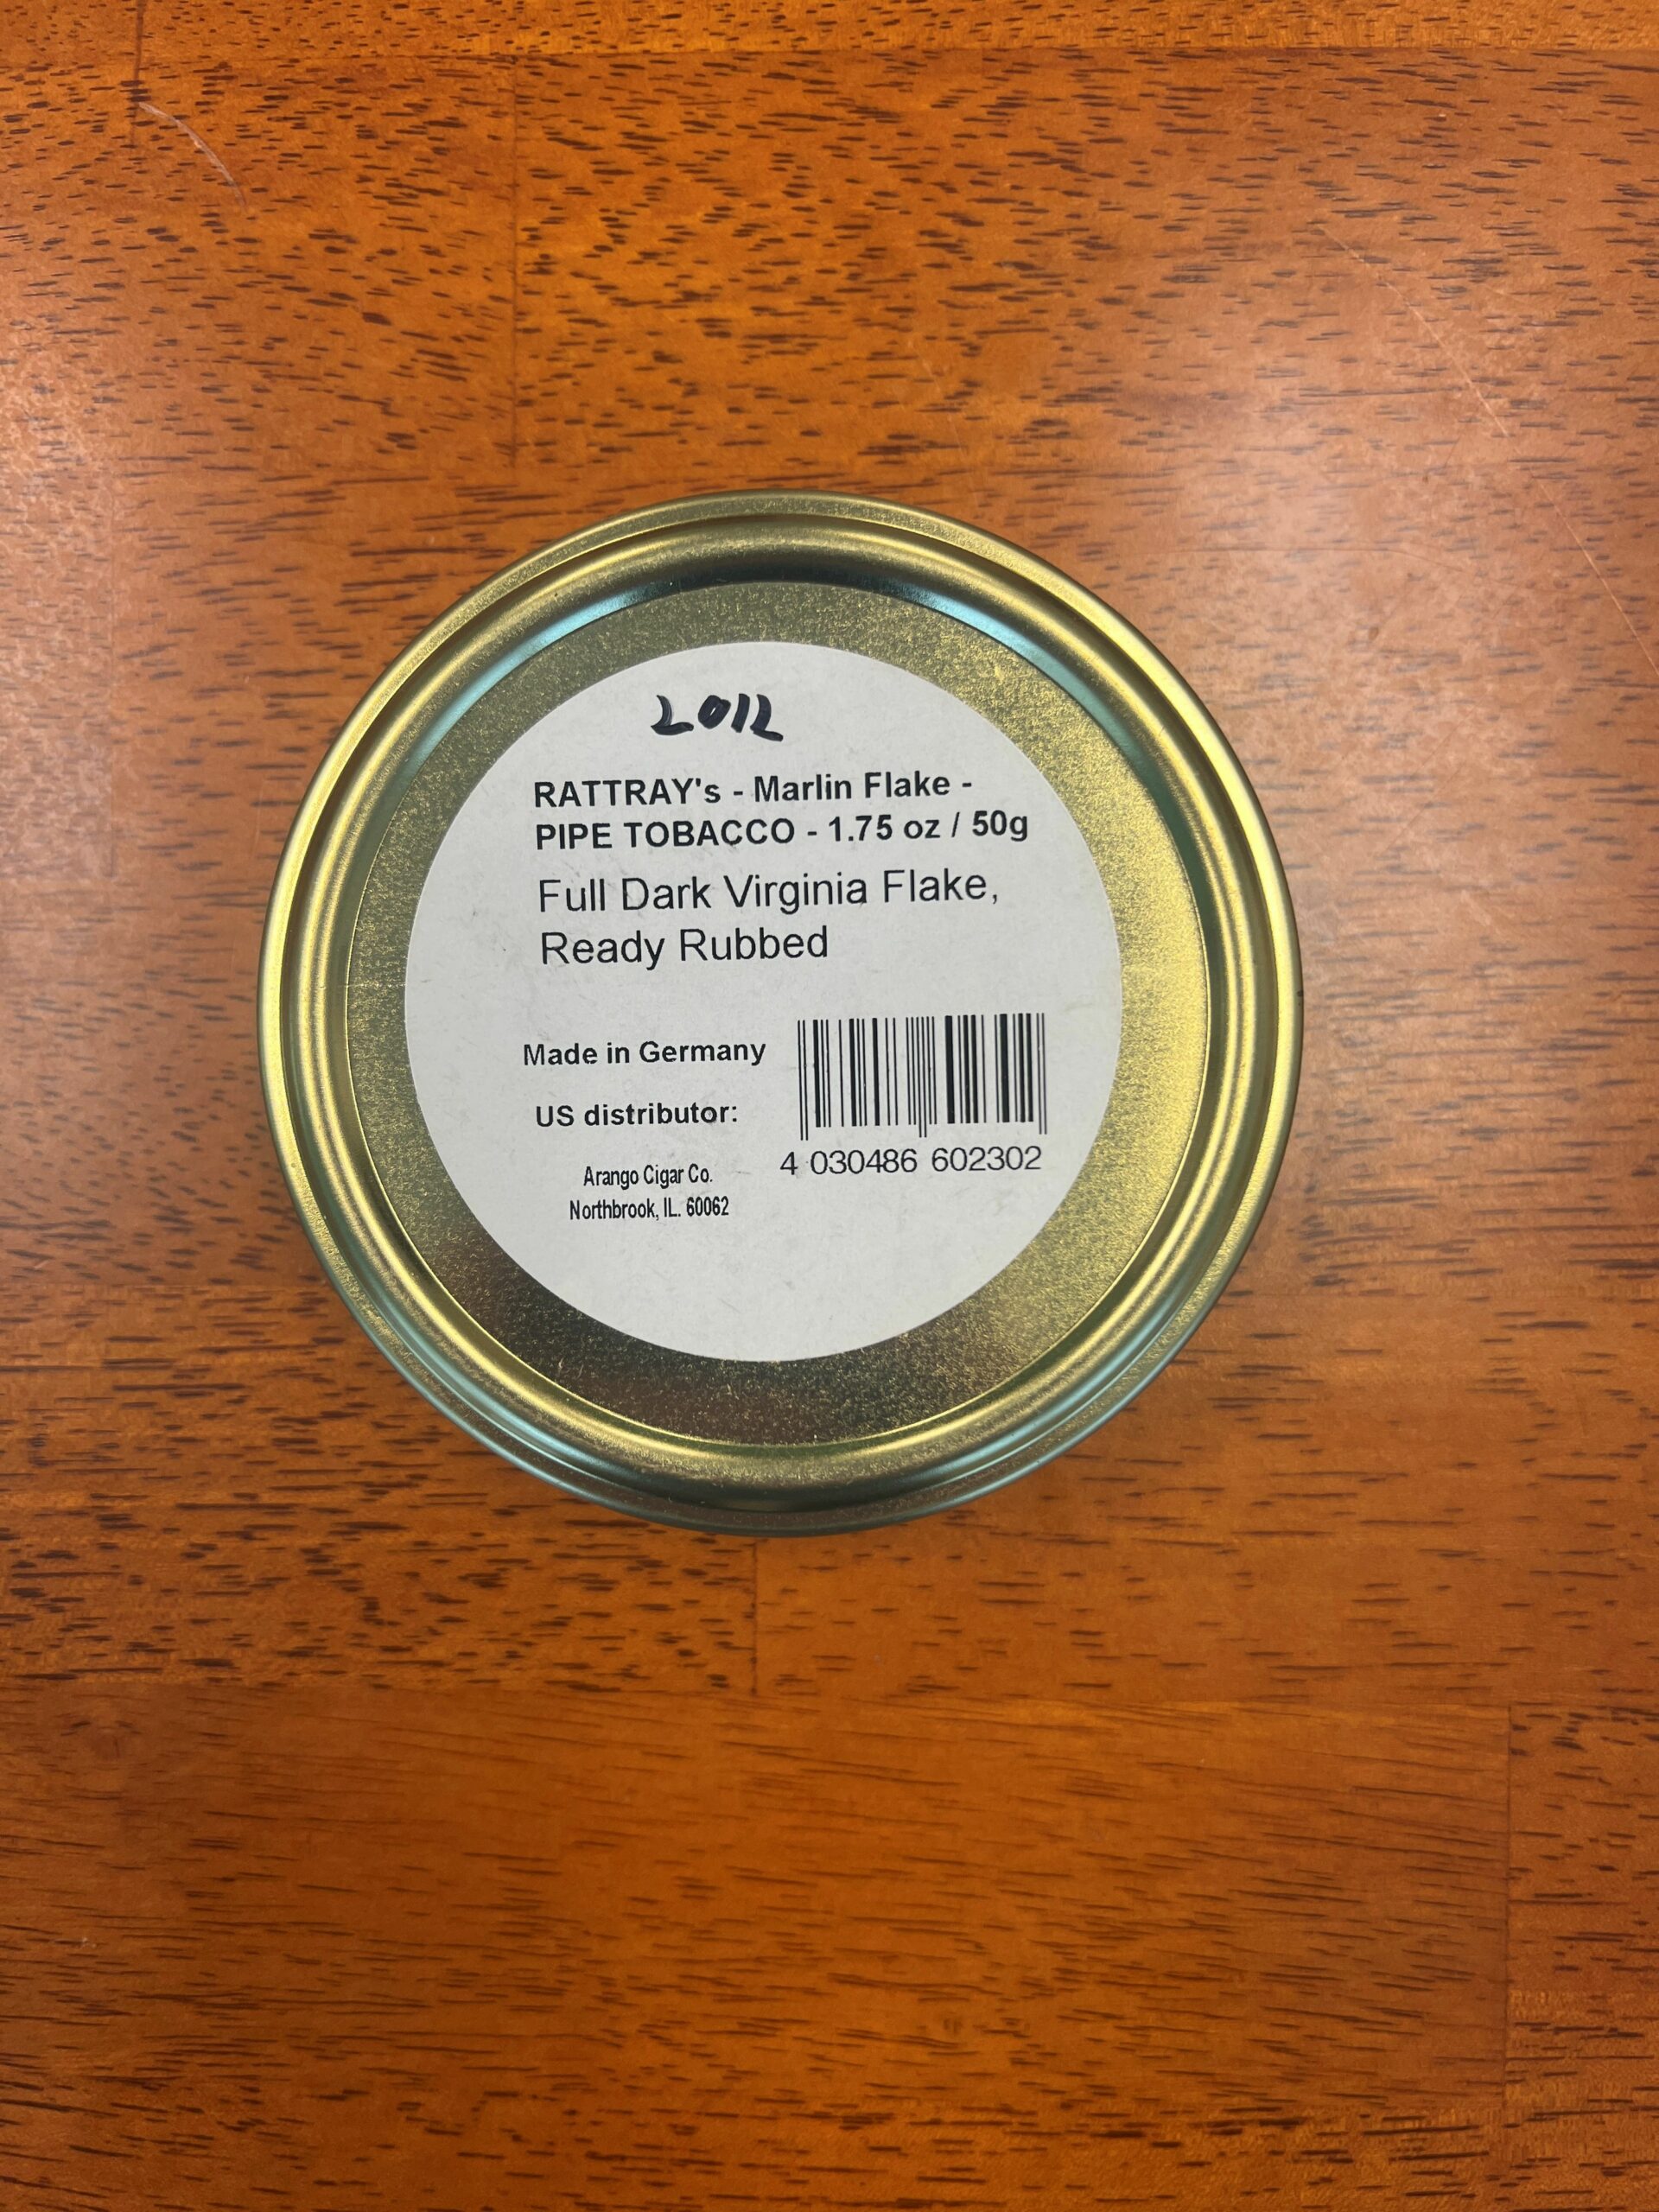 2012
RATTRAY's - Marlin Flake -
PIPE TOBACCO - 1.75 oz / 50g
Full Dark Virginia Flake,
Ready Rubbed
Made in Germany
US distributor:
Arango Cigar Co.
Northbrook, IL. 60062
4 030486 602302